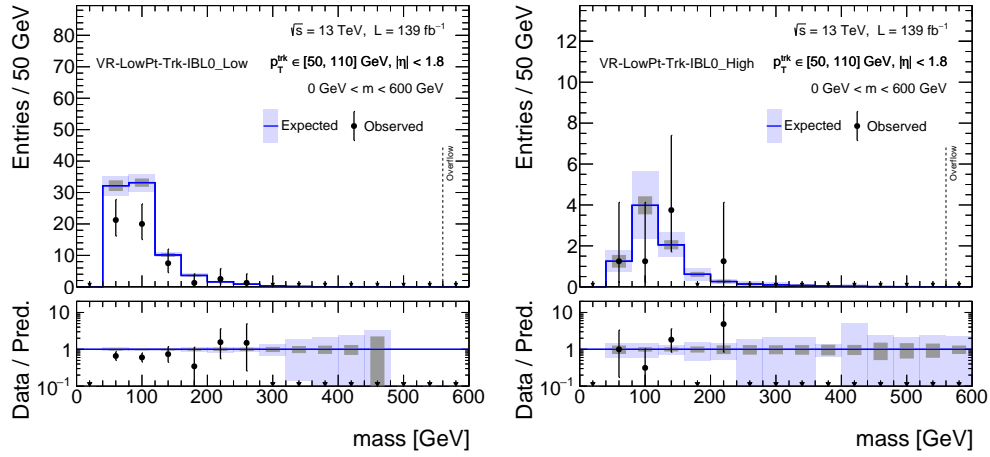 Entries / 50 GeV
90
80
70
60
50
40
30
20
10
0
√s = 13 TeV, L = 139 fb⁻¹
VR-LowPt-Trk-IBL0_Low p_T^trk ∈ [50, 110] GeV, |η| < 1.8
0 GeV < m < 600 GeV
Expected Observed
Overflow
Data / Pred.
10
1
10⁻¹
0 100 200 300 400 500 600
mass [GeV]
Entries / 50 GeV
12
10
8
6
4
2
0
√s = 13 TeV, L = 139 fb⁻¹
VR-LowPt-Trk-IBL0_High p_T^trk ∈ [50, 110] GeV, |η| < 1.8
0 GeV < m < 600 GeV
Expected Observed
Overflow
Data / Pred.
10
1
10⁻¹
0 100 200 300 400 500 600
mass [GeV]